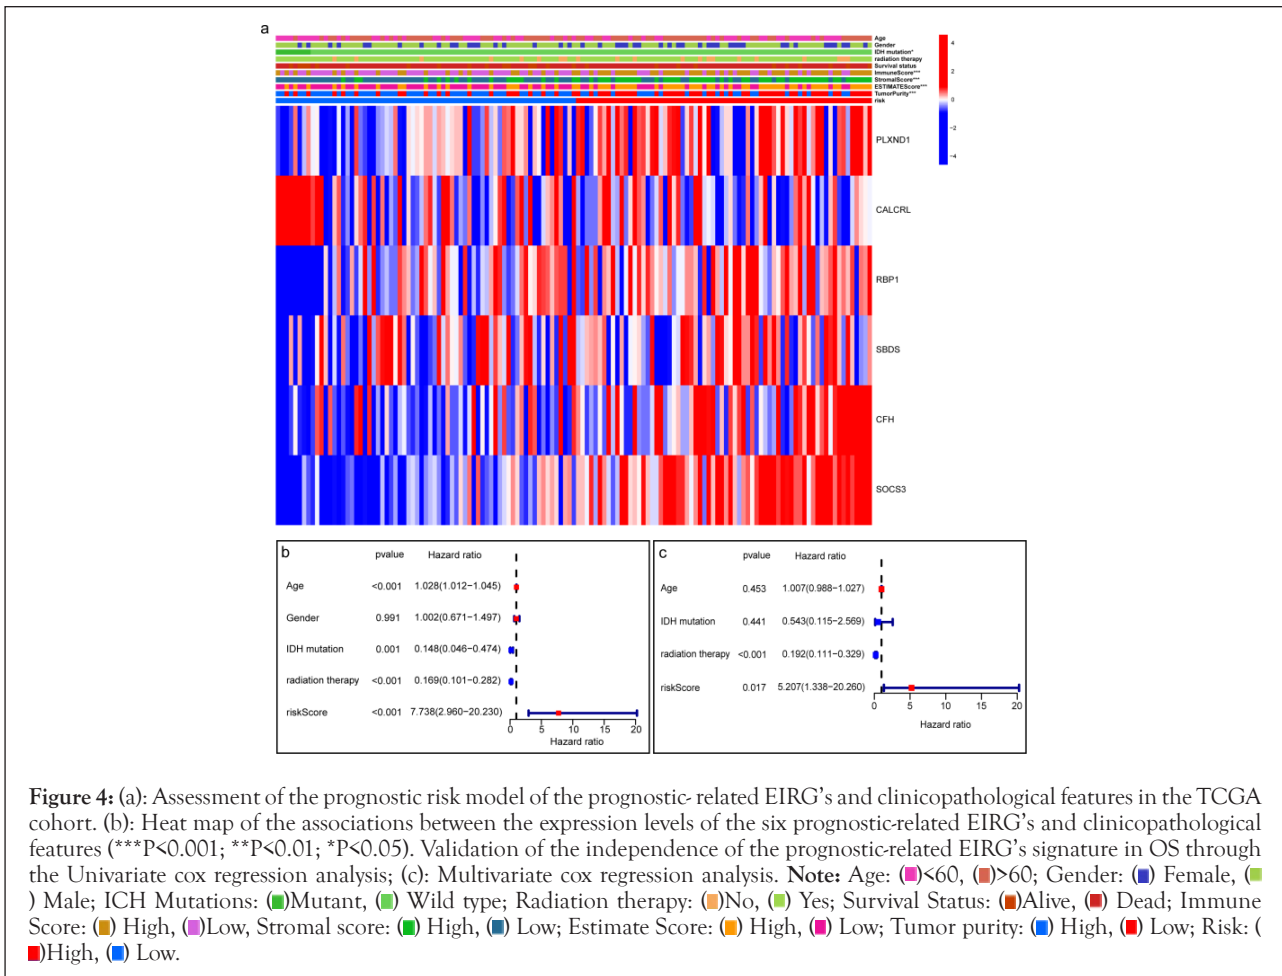 a
Age
Gender
IDH mutation*
radiation therapy
Survival status
ImmuneScore***
StromalScore***
ESTIMATEScore***
TumorPurity***
risk
4
2
0
−2
−4
PLXND1
CALCRL
RBP1
SBDS
CFH
SOCS3
b
pvalue Hazard ratio
Age <0.001 1.028(1.012−1.045)
Gender 0.991 1.002(0.671−1.497)
IDH mutation 0.001 0.148(0.046−0.474)
radiation therapy <0.001 0.169(0.101−0.282)
riskScore <0.001 7.738(2.960−20.230)
0 5 10 15 20
Hazard ratio
c
pvalue Hazard ratio
Age 0.453 1.007(0.988−1.027)
IDH mutation 0.441 0.543(0.115−2.569)
radiation therapy <0.001 0.192(0.111−0.329)
riskScore 0.017 5.207(1.338−20.260)
0 5 10 15 20
Hazard ratio
Figure 4: (a): Assessment of the prognostic risk model of the prognostic- related EIRG's and clinicopathological features in the TCGA
cohort. (b): Heat map of the associations between the expression levels of the six prognostic-related EIRG's and clinicopathological
features (***P<0.001; **P<0.01; *P<0.05). Validation of the independence of the prognostic-related EIRG's signature in OS through
the Univariate cox regression analysis; (c): Multivariate cox regression analysis. Note: Age: ()<60, ()>60; Gender: () Female, (
) Male; ICH Mutations: ()Mutant, () Wild type; Radiation therapy: ()No, () Yes; Survival Status: ()Alive, () Dead; Immune
Score: () High, ()Low, Stromal score: () High, () Low; Estimate Score: () High, () Low; Tumor purity: () High, () Low; Risk: (
)High, () Low.